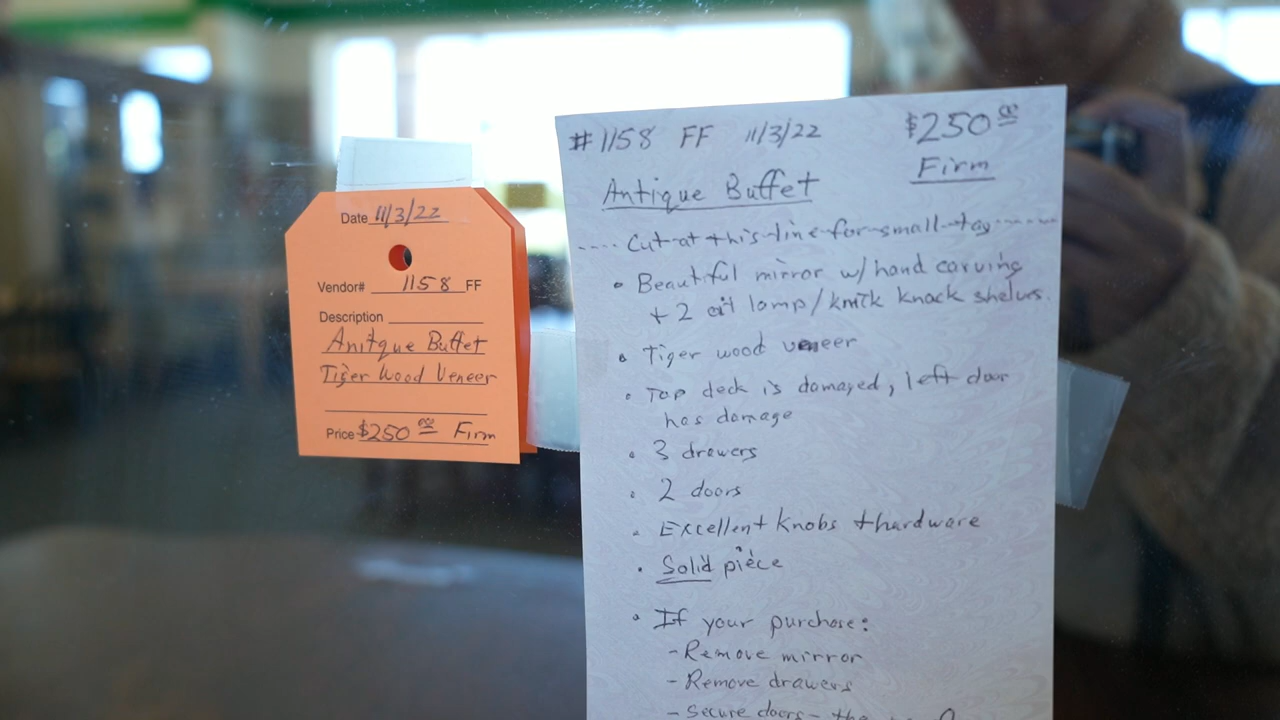 Date 11/3/22
Vendor# 1158 FF
Description
Anitque Buffet
Tiger Wood Veneer
Price $250 00 Firm
#1158 FF 11/3/22 $250 00
Firm
Antique Buffet
---- Cut-at-this-line-for-small-tag ------
• Beautiful mirror w/ hand carving
+ 2 oil lamp / knick knack shelves.
• Tiger wood veneer
• Top deck is damaged, left door
has damage
• 3 drawers
• 2 doors
• Excellent knobs + hardware
• Solid piece
• If your purchase:
- Remove mirror
- Remove drawers
- Secure doors -